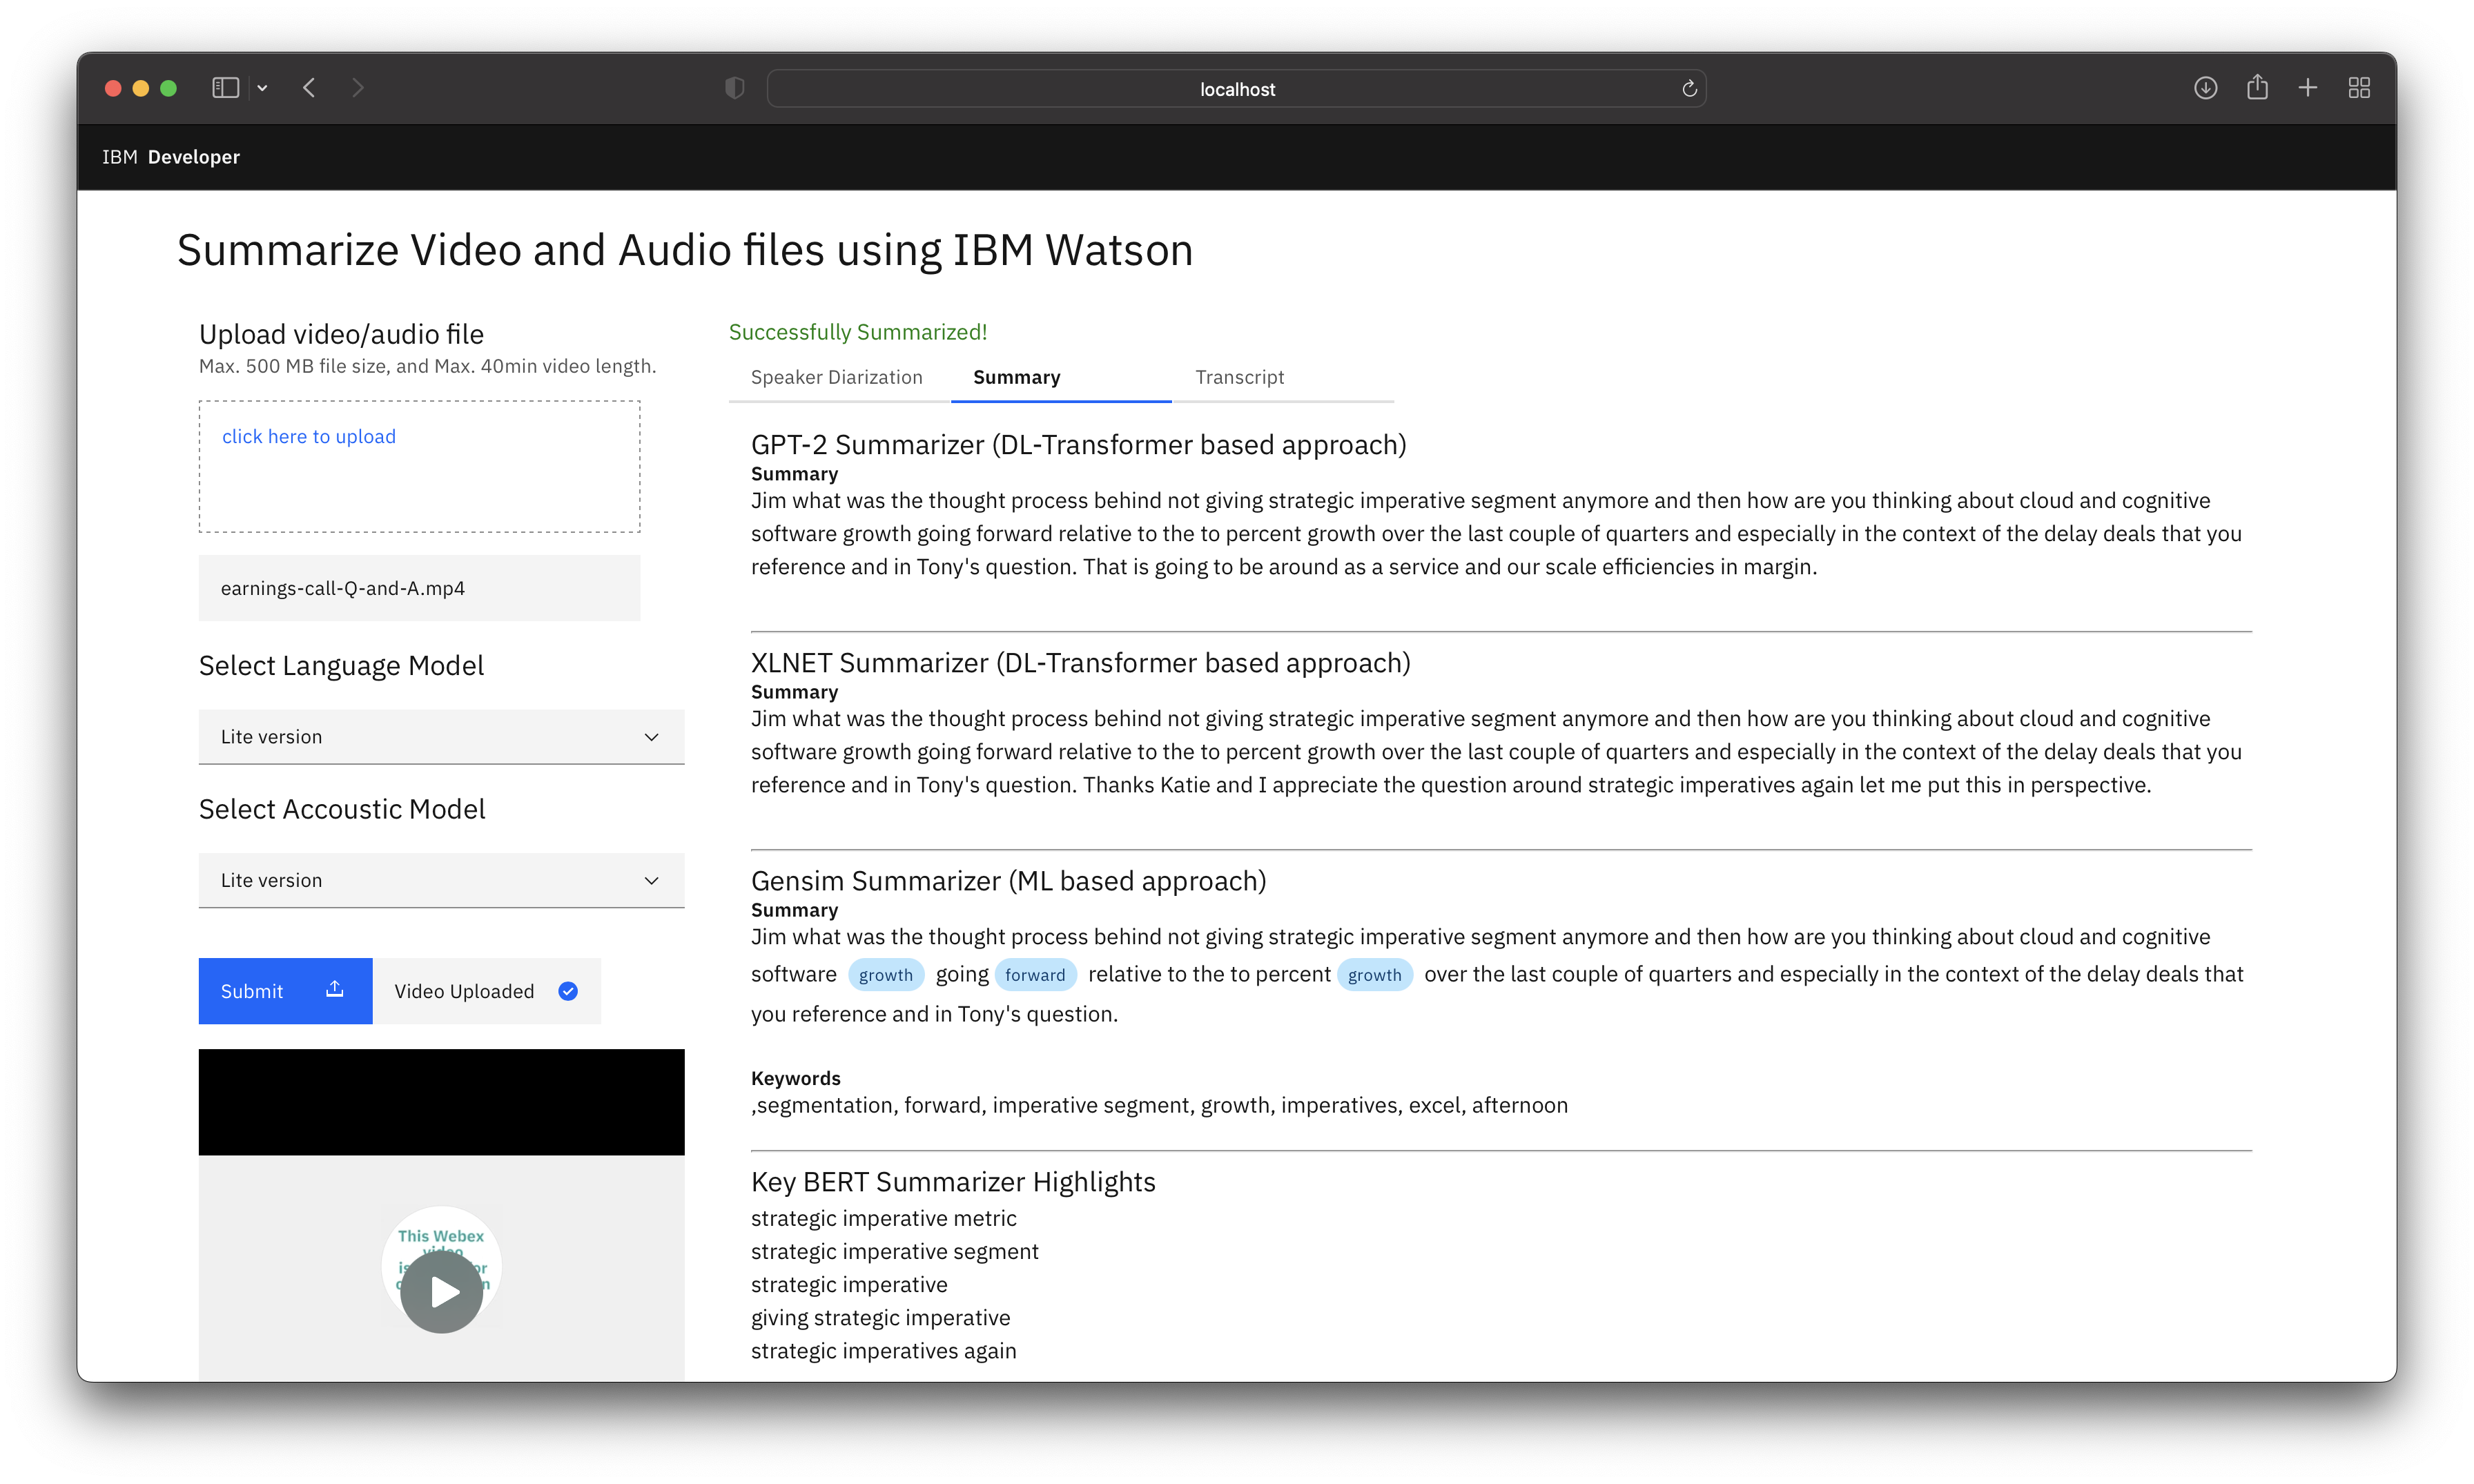 localhost
IBM Developer
Summarize Video and Audio files using IBM Watson
Upload video/audio file
Max. 500 MB file size, and Max. 40min video length.
click here to upload
earnings-call-Q-and-A.mp4
Select Language Model
Lite version
Select Accoustic Model
Lite version
Submit
Video Uploaded
This Webex
video
Successfully Summarized!
Speaker Diarization
Summary
Transcript
GPT-2 Summarizer (DL-Transformer based approach)
Summary
Jim what was the thought process behind not giving strategic imperative segment anymore and then how are you thinking about cloud and cognitive
software growth going forward relative to the to percent growth over the last couple of quarters and especially in the context of the delay deals that you
reference and in Tony's question. That is going to be around as a service and our scale efficiencies in margin.
XLNET Summarizer (DL-Transformer based approach)
Summary
Jim what was the thought process behind not giving strategic imperative segment anymore and then how are you thinking about cloud and cognitive
software growth going forward relative to the to percent growth over the last couple of quarters and especially in the context of the delay deals that you
reference and in Tony's question. Thanks Katie and I appreciate the question around strategic imperatives again let me put this in perspective.
Gensim Summarizer (ML based approach)
Summary
Jim what was the thought process behind not giving strategic imperative segment anymore and then how are you thinking about cloud and cognitive
software growth going forward relative to the to percent growth over the last couple of quarters and especially in the context of the delay deals that
you reference and in Tony's question.
Keywords
,segmentation, forward, imperative segment, growth, imperatives, excel, afternoon
Key BERT Summarizer Highlights
strategic imperative metric
strategic imperative segment
strategic imperative
giving strategic imperative
strategic imperatives again